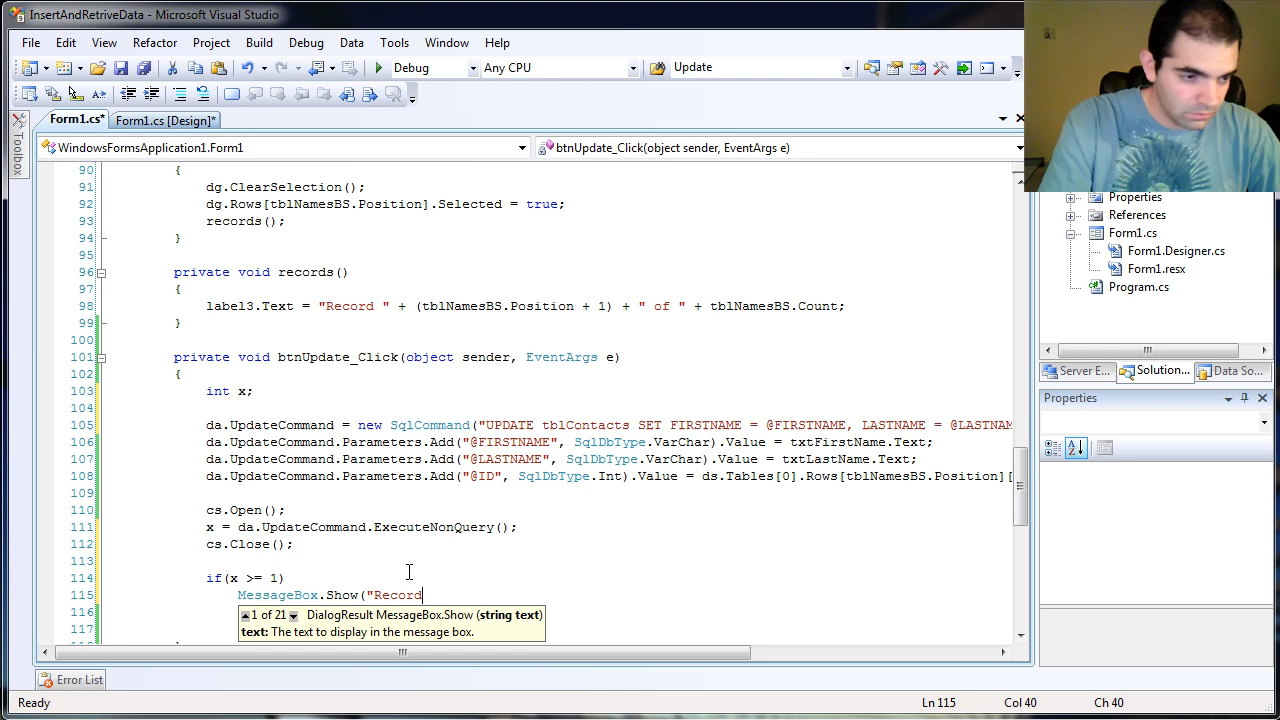 InsertAndRetriveData - Microsoft Visual Studio
File Edit View Refactor Project Build Debug Data Tools Window Help
Debug Any CPU Update
Form1.cs* Form1.cs [Design]*
Toolbox
WindowsFormsApplication1.Form1 btnUpdate_Click(object sender, EventArgs e)
90 {
91 dg.ClearSelection();
92 dg.Rows[tblNamesBS.Position].Selected = true;
93 records();
94 }
95
96 private void records()
97 {
98 label3.Text = "Record " + (tblNamesBS.Position + 1) + " of " + tblNamesBS.Count;
99 }
100
101 private void btnUpdate_Click(object sender, EventArgs e)
102 {
103 int x;
104
105 da.UpdateCommand = new SqlCommand("UPDATE tblContacts SET FIRSTNAME = @FIRSTNAME, LASTNAME = @LASTNAM
106 da.UpdateCommand.Parameters.Add("@FIRSTNAME", SqlDbType.VarChar).Value = txtFirstName.Text;
107 da.UpdateCommand.Parameters.Add("@LASTNAME", SqlDbType.VarChar).Value = txtLastName.Text;
108 da.UpdateCommand.Parameters.Add("@ID", SqlDbType.Int).Value = ds.Tables[0].Rows[tblNamesBS.Position][
109
110 cs.Open();
111 x = da.UpdateCommand.ExecuteNonQuery();
112 cs.Close();
113
114 if(x >= 1)
115 MessageBox.Show("Record
116 1 of 21 DialogResult MessageBox.Show (string text)
117 text: The text to display in the message box.
Properties
References
Form1.cs
Form1.Designer.cs
Form1.resx
Program.cs
Server E... Solution... Data So...
Properties
Error List
Ready Ln 115 Col 40 Ch 40